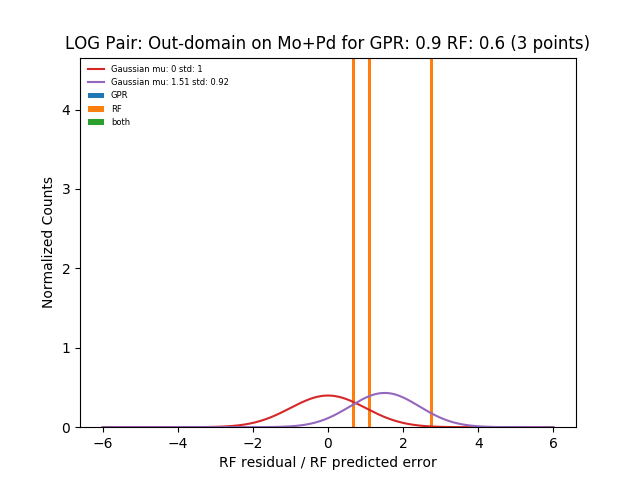 LOG Pair: Out-domain on Mo+Pd for GPR: 0.9 RF: 0.6 (3 points)
Gaussian mu: 0 std: 1
Gaussian mu: 1.51 std: 0.92
GPR
RF
both
Normalized Counts
4
3
2
1
0
−6 −4 −2 0 2 4 6
RF residual / RF predicted error